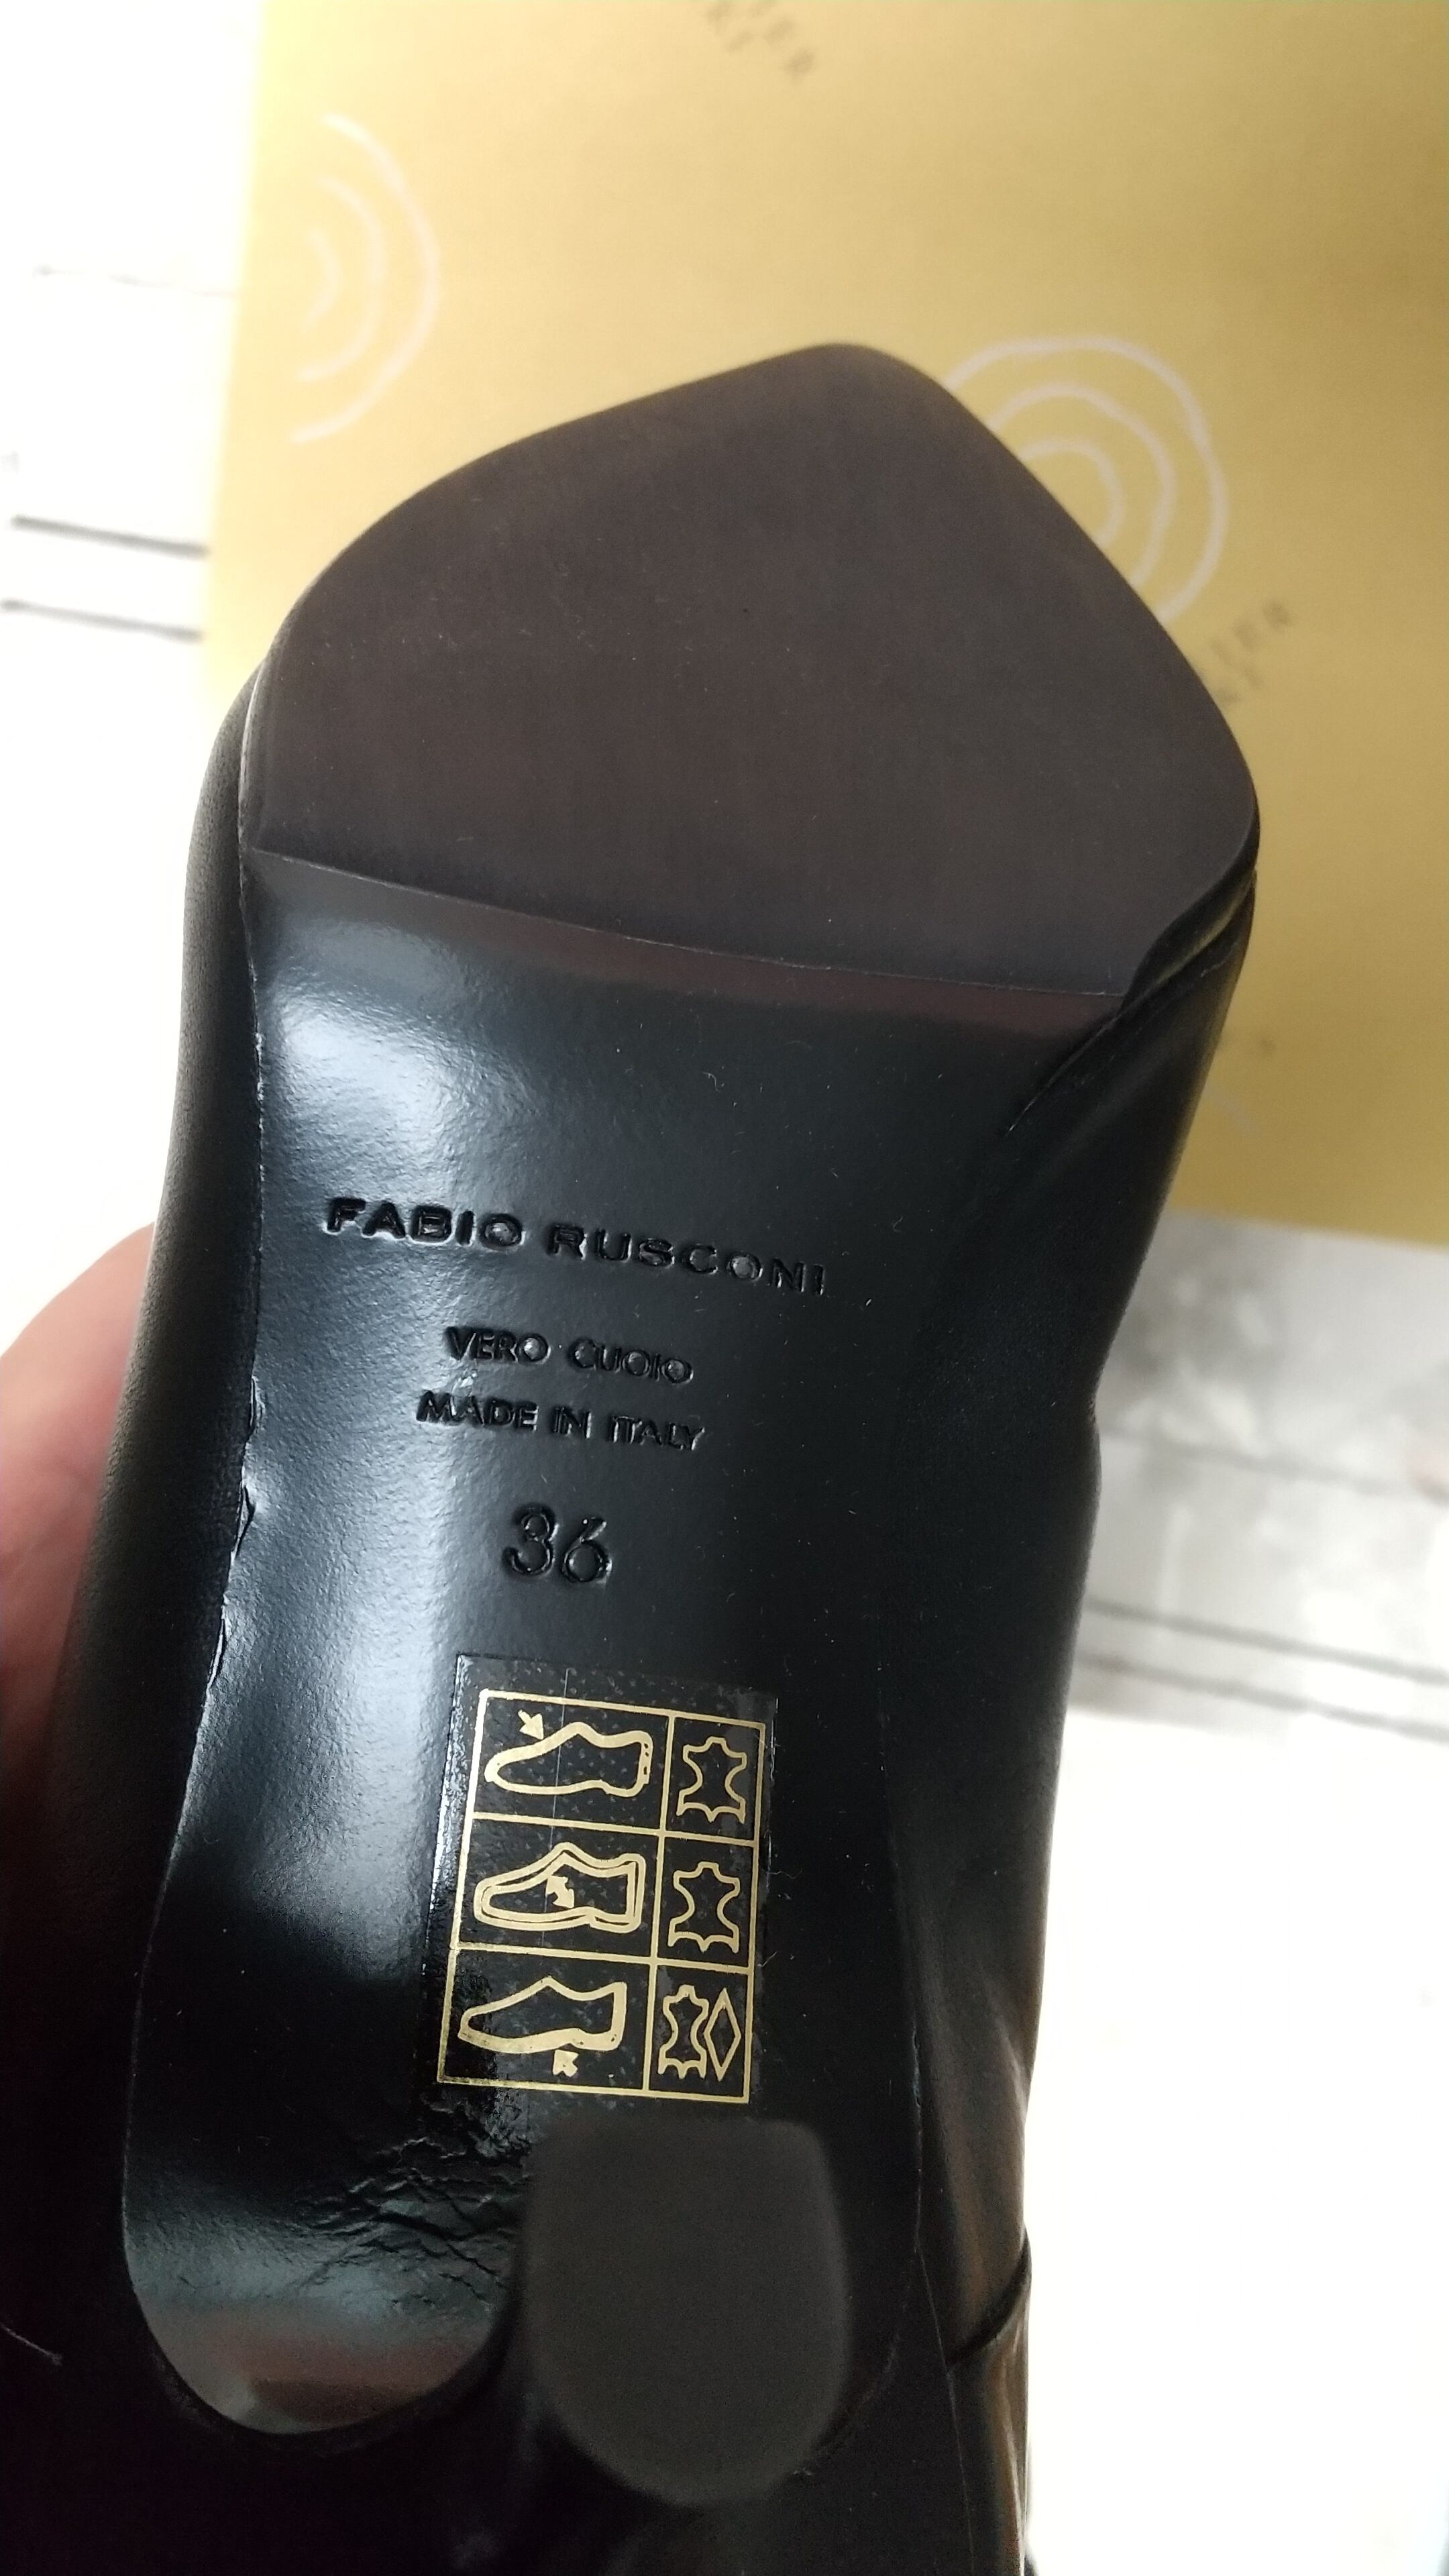 FABIO RUSCONI
VERO CUOIO
MADE IN ITALY
36